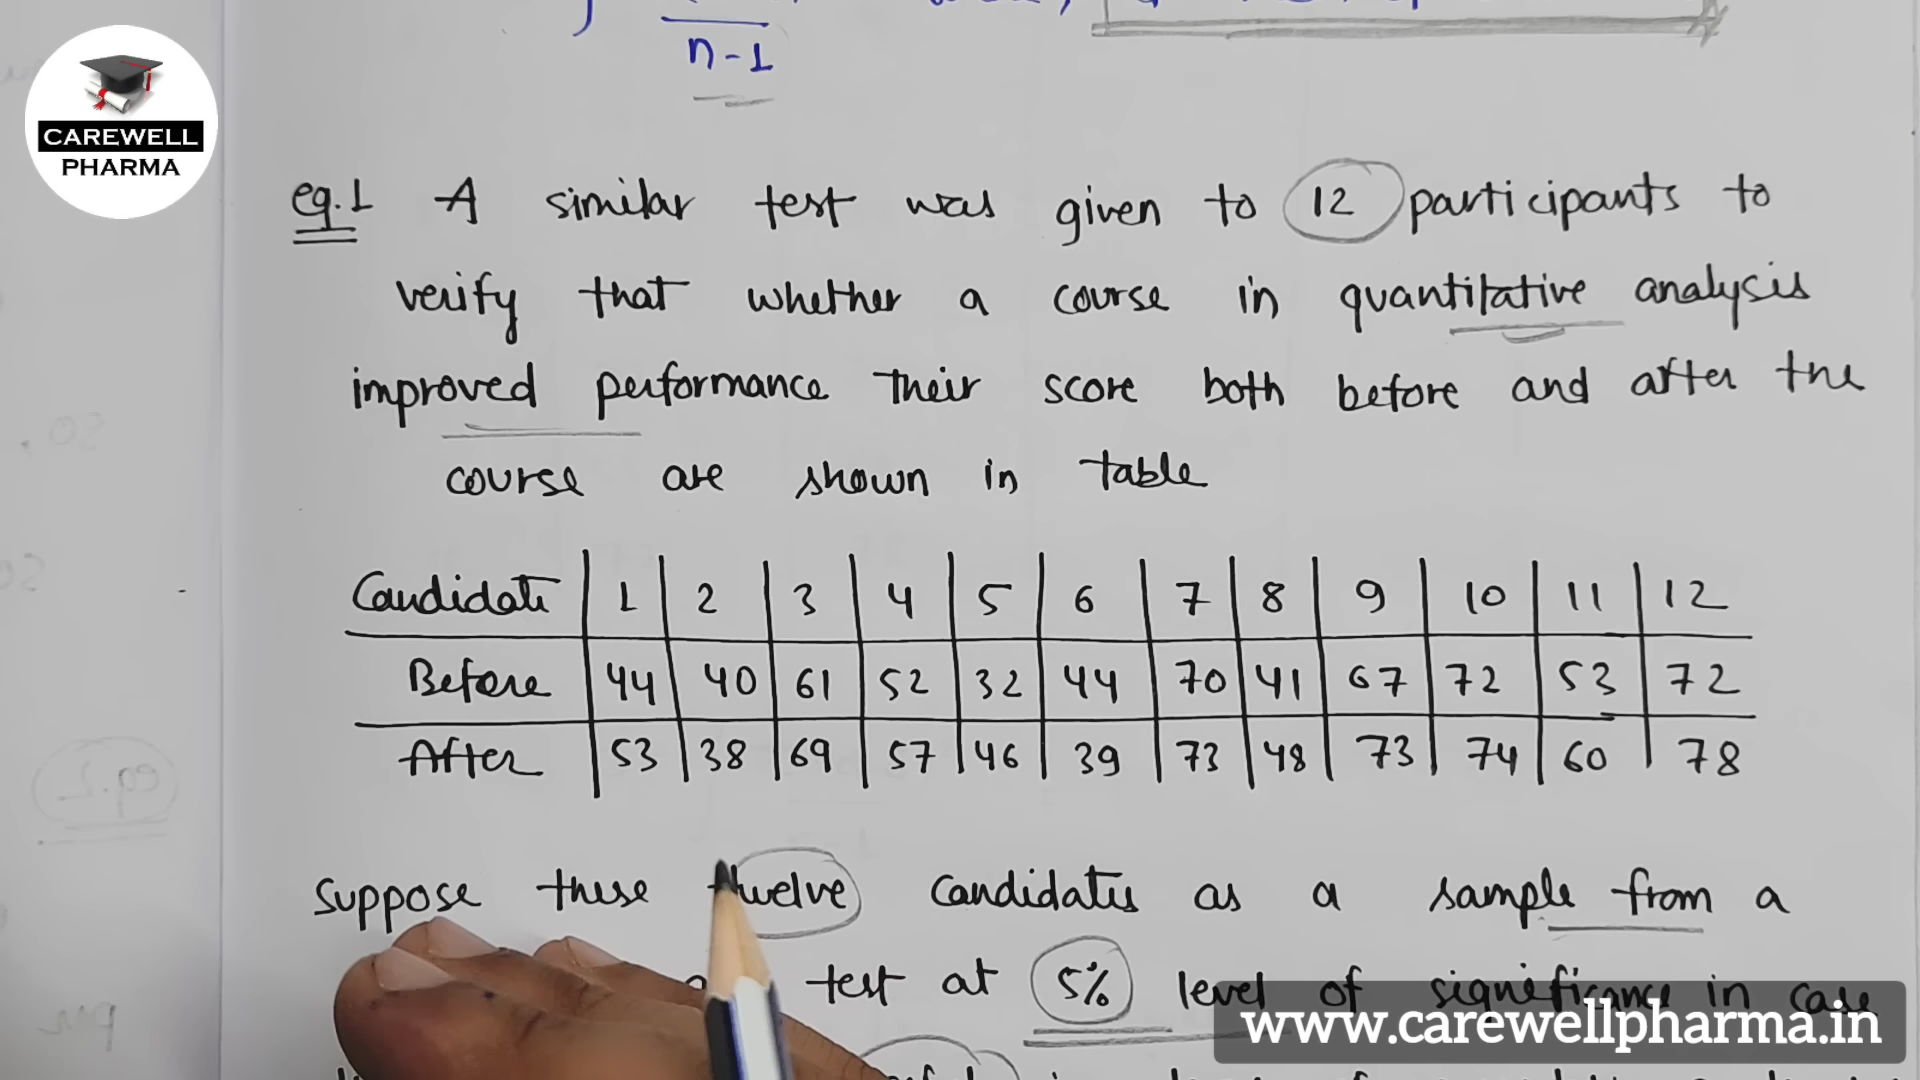 n-1
CAREWELL
PHARMA
eg.1 A similar test was given to 12 participants to
verify that whether a course in quantitative analysis
improved performance their score both before and after the
course are shown in table
Candidate 1 2 3 4 5 6 7 8 9 10 11 12
Before 44 40 61 52 32 44 70 41 67 72 53 72
After 53 38 69 57 46 39 73 48 73 74 60 78
suppose these twelve candidates as a sample from a
test at 5% level of significance in case
www.carewellpharma.in